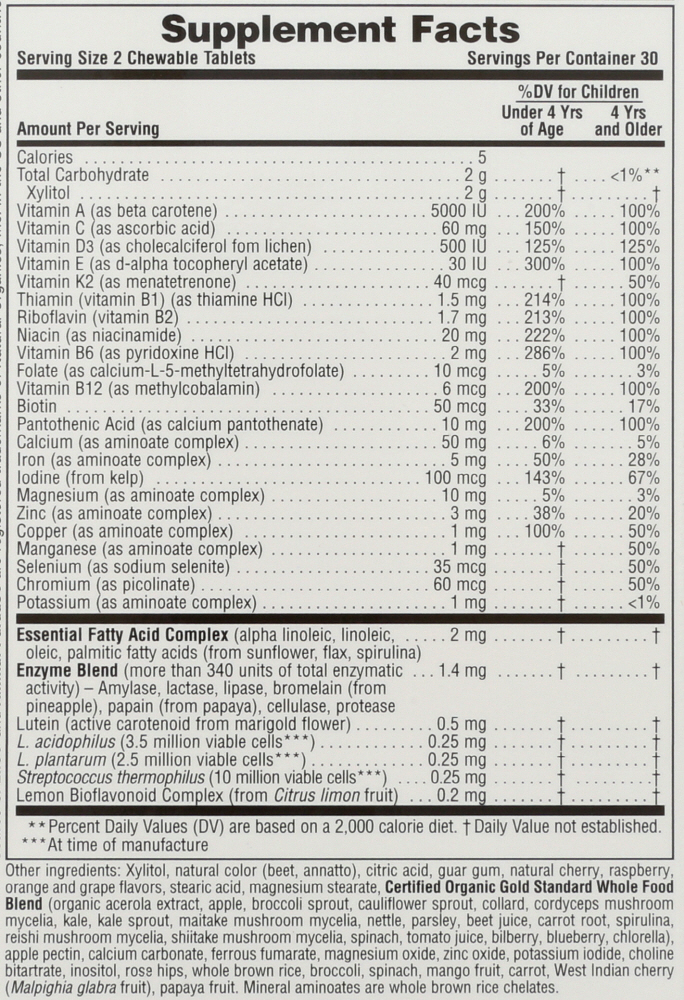 Supplement Facts
Serving Size 2 Chewable Tablets Servings Per Container 30
%DV for Children
Under 4 Yrs 4 Yrs
Amount Per Serving of Age and Older
Calories 5
Total Carbohydrate 2 g † <1%**
Xylitol 2 g † †
Vitamin A (as beta carotene) 5000 IU 200% 100%
Vitamin C (as ascorbic acid) 60 mg 150% 100%
Vitamin D3 (as cholecalciferol fom lichen) 500 IU 125% 125%
Vitamin E (as d-alpha tocopheryl acetate) 30 IU 300% 100%
Vitamin K2 (as menatetrenone) 40 mcg † 50%
Thiamin (vitamin B1) (as thiamine HCl) 1.5 mg 214% 100%
Riboflavin (vitamin B2) 1.7 mg 213% 100%
Niacin (as niacinamide) 20 mg 222% 100%
Vitamin B6 (as pyridoxine HCl) 2 mg 286% 100%
Folate (as calcium-L-5-methyltetrahydrofolate) 10 mcg 5% 3%
Vitamin B12 (as methylcobalamin) 6 mcg 200% 100%
Biotin 50 mcg 33% 17%
Pantothenic Acid (as calcium pantothenate) 10 mg 200% 100%
Calcium (as aminoate complex) 50 mg 6% 5%
Iron (as aminoate complex) 5 mg 50% 28%
Iodine (from kelp) 100 mcg 143% 67%
Magnesium (as aminoate complex) 10 mg 5% 3%
Zinc (as aminoate complex) 3 mg 38% 20%
Copper (as aminoate complex) 1 mg 100% 50%
Manganese (as aminoate complex) 1 mg † 50%
Selenium (as sodium selenite) 35 mcg † 50%
Chromium (as picolinate) 60 mcg † 50%
Potassium (as aminoate complex) 1 mg † <1%
Essential Fatty Acid Complex (alpha linoleic, linoleic, 2 mg † †
oleic, palmitic fatty acids (from sunflower, flax, spirulina)
Enzyme Blend (more than 340 units of total enzymatic 1.4 mg † †
activity) – Amylase, lactase, lipase, bromelain (from
pineapple), papain (from papaya), cellulase, protease
Lutein (active carotenoid from marigold flower) 0.5 mg † †
L. acidophilus (3.5 million viable cells***) 0.25 mg † †
L. plantarum (2.5 million viable cells***) 0.25 mg † †
Streptococcus thermophilus (10 million viable cells***) 0.25 mg † †
Lemon Bioflavonoid Complex (from Citrus limon fruit) 0.2 mg † †
**Percent Daily Values (DV) are based on a 2,000 calorie diet. † Daily Value not established.
***At time of manufacture
Other ingredients: Xylitol, natural color (beet, annatto), citric acid, guar gum, natural cherry, raspberry,
orange and grape flavors, stearic acid, magnesium stearate, Certified Organic Gold Standard Whole Food
Blend (organic acerola extract, apple, broccoli sprout, cauliflower sprout, collard, cordyceps mushroom
mycelia, kale, kale sprout, maitake mushroom mycelia, nettle, parsley, beet juice, carrot root, spirulina,
reishi mushroom mycelia, shiitake mushroom mycelia, spinach, tomato juice, bilberry, blueberry, chlorella),
apple pectin, calcium carbonate, ferrous fumarate, magnesium oxide, zinc oxide, potassium iodide, choline
bitartrate, inositol, rose hips, whole brown rice, broccoli, spinach, mango fruit, carrot, West Indian cherry
(Malpighia glabra fruit), papaya fruit. Mineral aminoates are whole brown rice chelates.